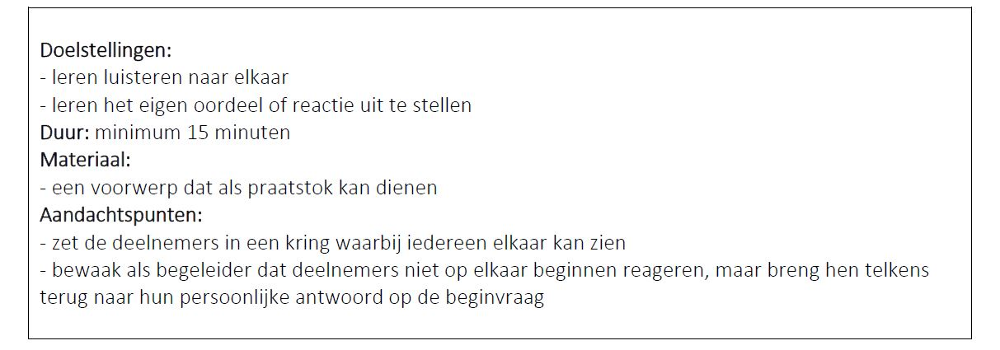 Doelstellingen:
- leren luisteren naar elkaar
- leren het eigen oordeel of reactie uit te stellen
Duur: minimum 15 minuten
Materiaal:
- een voorwerp dat als praatstok kan dienen
Aandachtspunten:
- zet de deelnemers in een kring waarbij iedereen elkaar kan zien
- bewaak als begeleider dat deelnemers niet op elkaar beginnen reageren, maar breng hen telkens
terug naar hun persoonlijke antwoord op de beginvraag